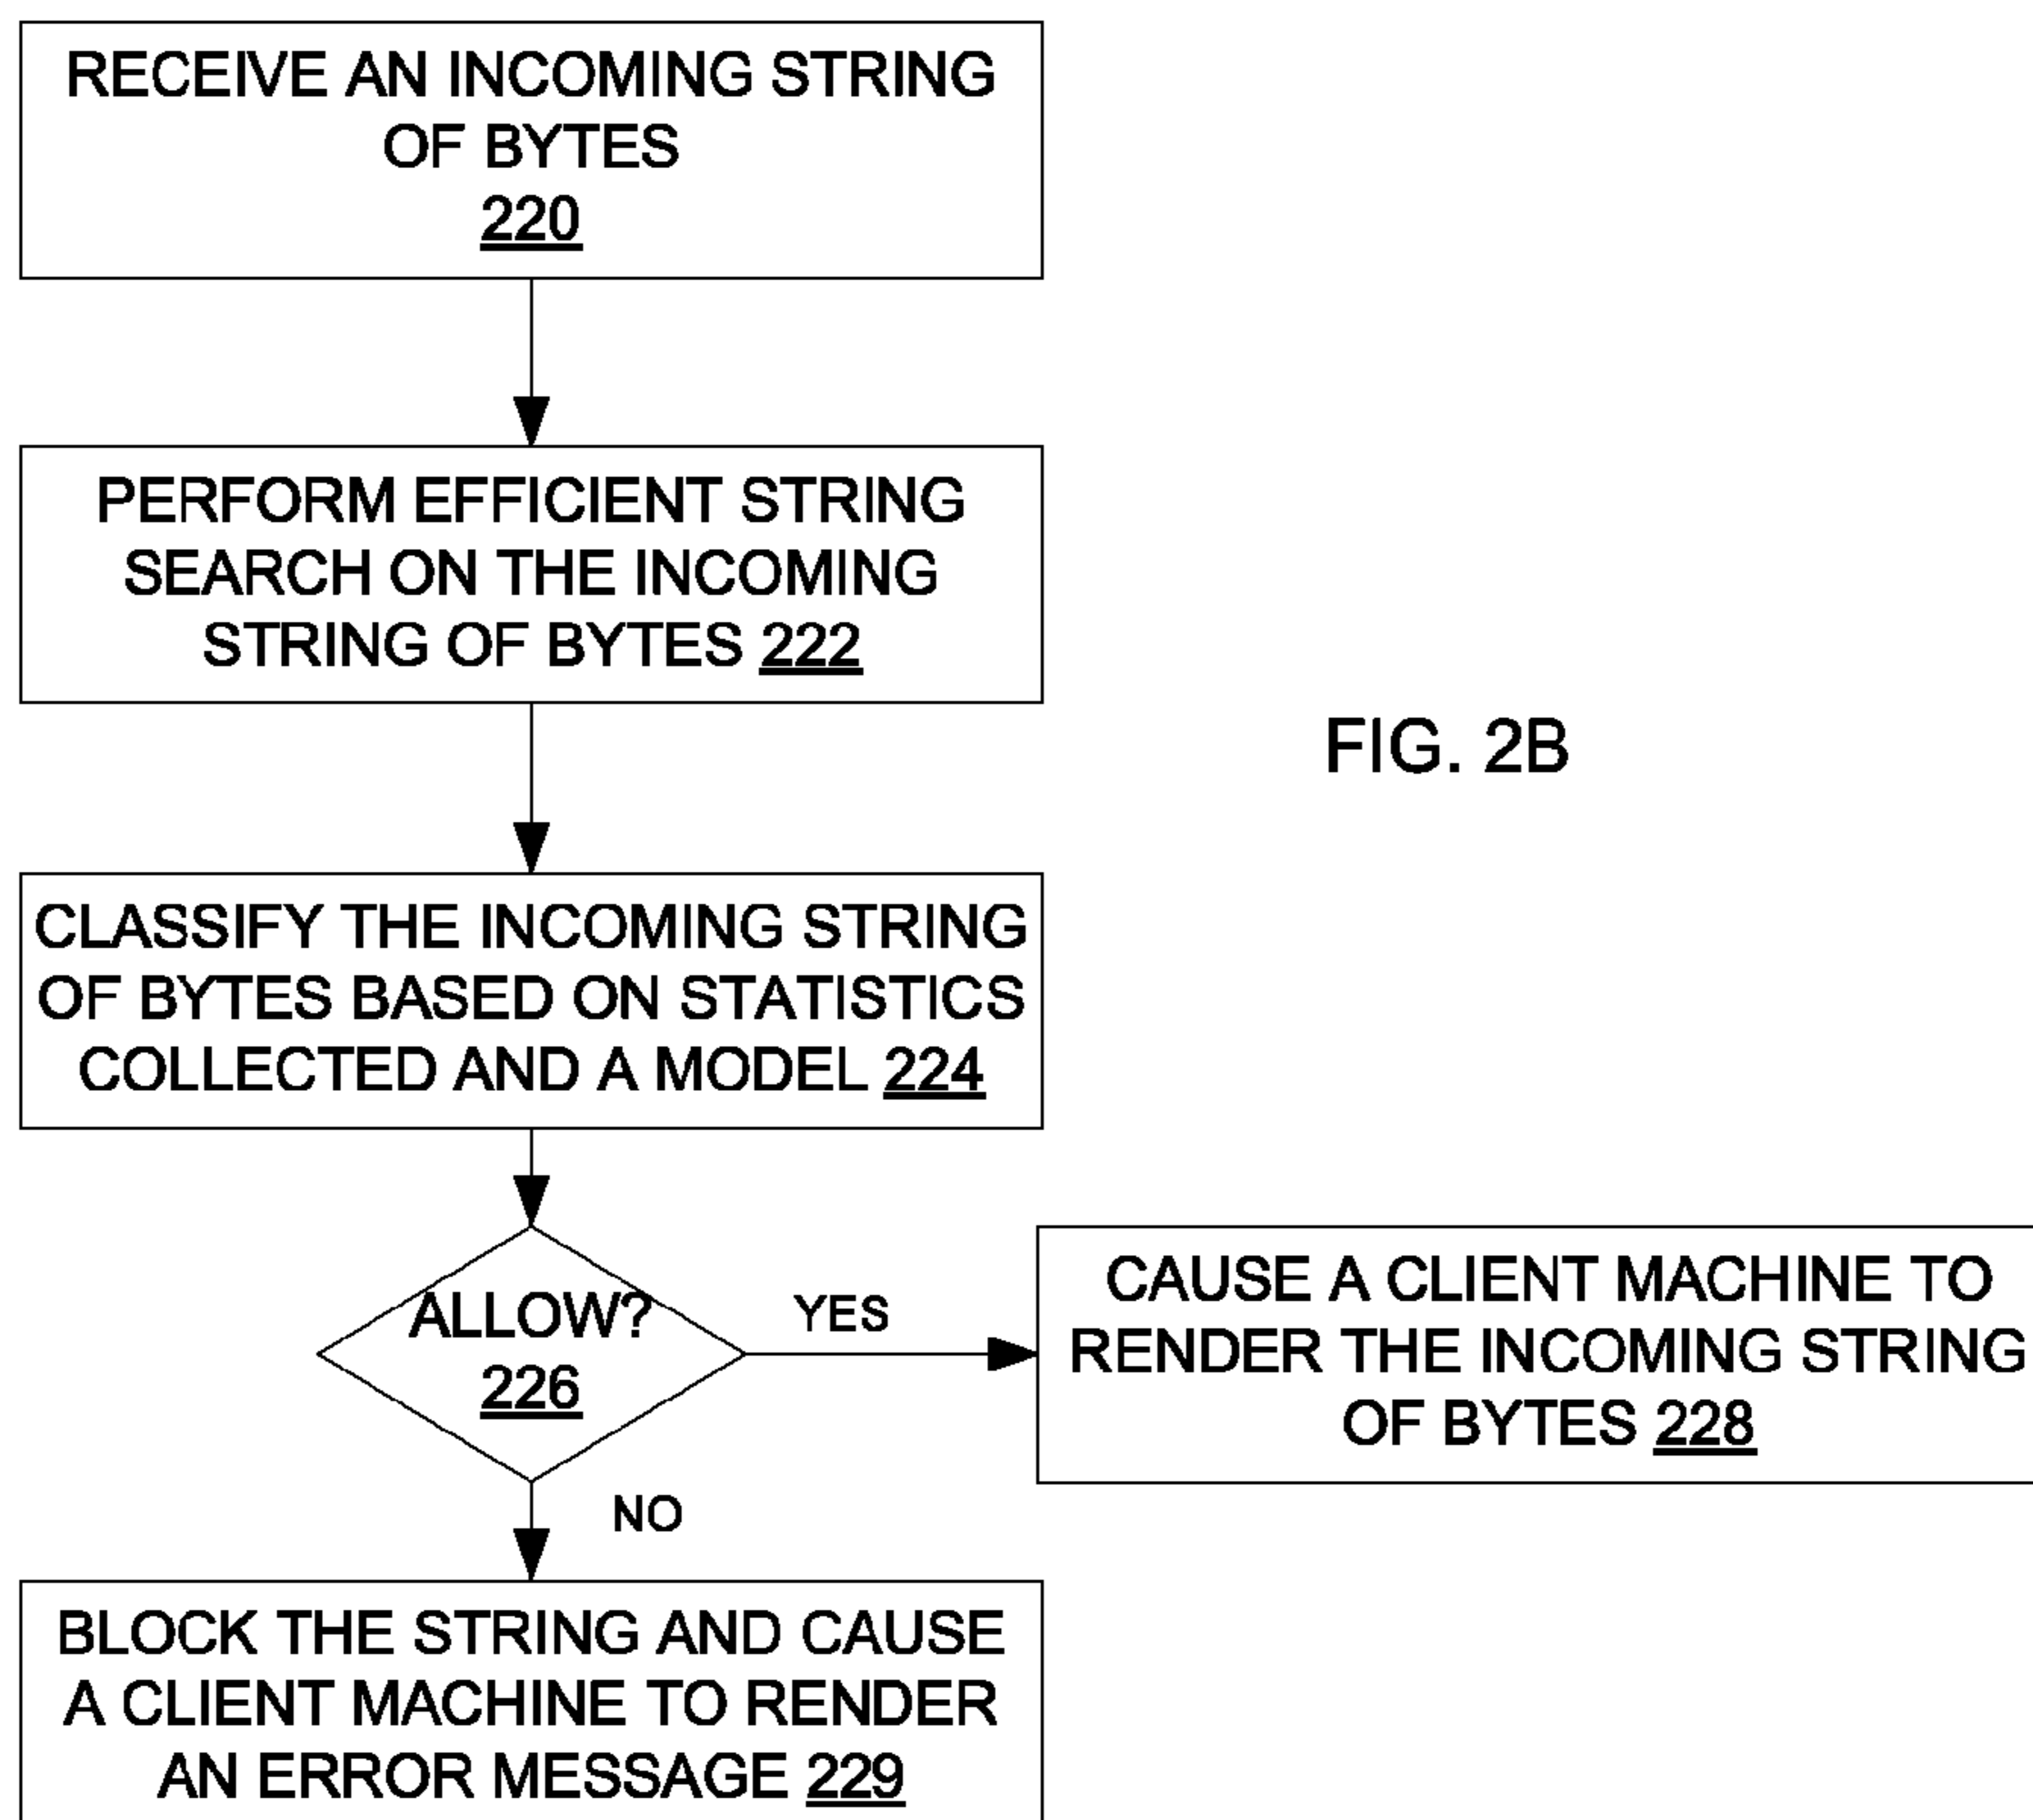 RECEIVE AN INCOMING STRING
OF BYTES
220
PERFORM EFFICIENT STRING
SEARCH ON THE INCOMING
STRING OF BYTES 222
FIG. 2B
CLASSIFY THE INCOMING STRING
OF BYTES BASED ON STATISTICS
COLLECTED AND A MODEL 224
ALLOW?
226
YES
CAUSE A CLIENT MACHINE TO
RENDER THE INCOMING STRING
OF BYTES 228
NO
BLOCK THE STRING AND CAUSE
A CLIENT MACHINE TO RENDER
AN ERROR MESSAGE 229